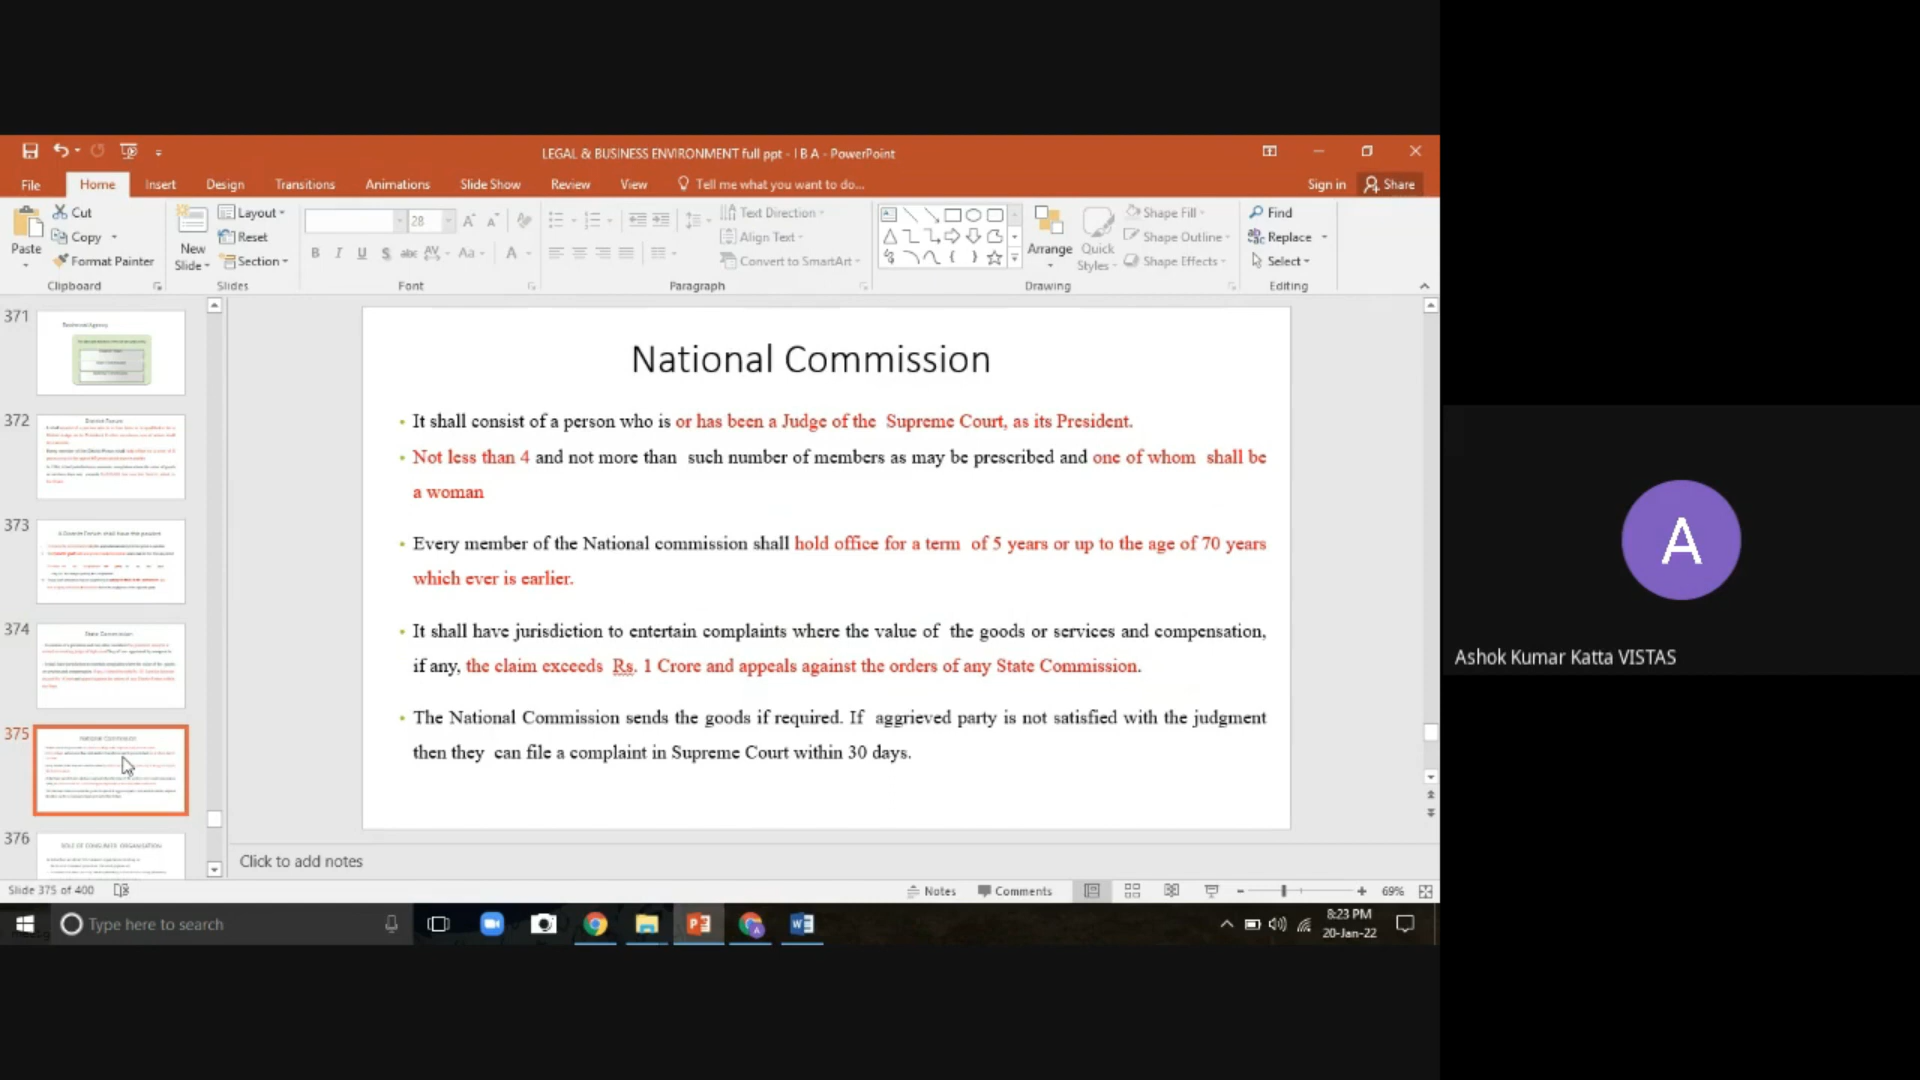 LEGAL & BUSINESS ENVIRONMENT full ppt - I B A - PowerPoint
File
Home
Insert
Design
Transitions
Animations
Slide Show
Review
View
Tell me what you want to do...
Sign in
Share
Paste
Cut
Copy
Format Painter
Clipboard
New Slide
Layout
Reset
Section
Slides
28
B I U S abc AV Aa A
Font
Text Direction
Align Text
Convert to SmartArt
Paragraph
Arrange
Quick Styles
Shape Fill
Shape Outline
Shape Effects
Drawing
Find
Replace
Select
Editing
371
372
373
374
State Commission
375
National Commission
376
ROLE OF CONSUMER ORGANISATION
National Commission
• It shall consist of a person who is or has been a Judge of the Supreme Court, as its President.
• Not less than 4 and not more than such number of members as may be prescribed and one of whom shall be
a woman
• Every member of the National commission shall hold office for a term of 5 years or up to the age of 70 years
which ever is earlier.
• It shall have jurisdiction to entertain complaints where the value of the goods or services and compensation,
if any, the claim exceeds Rs. 1 Crore and appeals against the orders of any State Commission.
• The National Commission sends the goods if required. If aggrieved party is not satisfied with the judgment
then they can file a complaint in Supreme Court within 30 days.
Click to add notes
Slide 375 of 400
Notes
Comments
69%
Type here to search
8:23 PM
20-Jan-22
A
Ashok Kumar Katta VISTAS